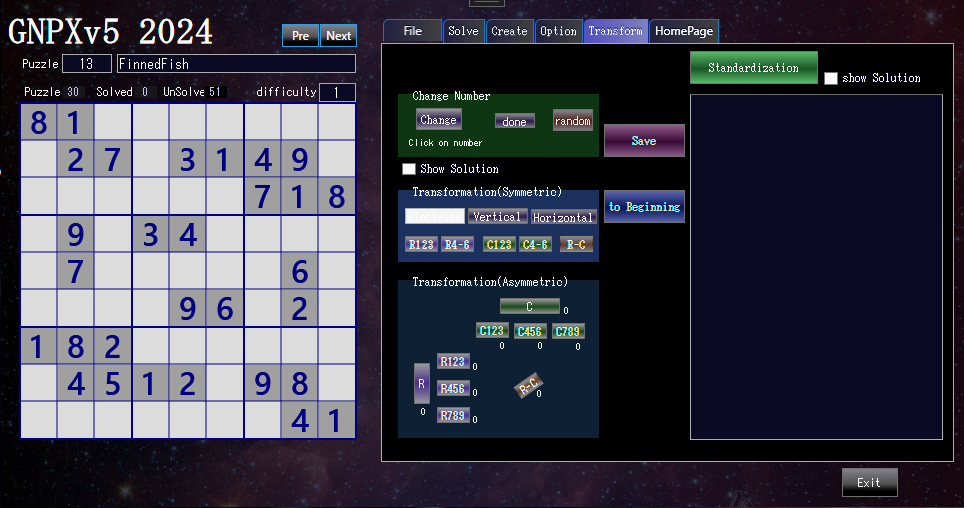 GNPXv5 2024
Pre Next
Puzzle 13 FinnedFish
Puzzle 30 Solved 0 UnSolve 51 difficulty 1
8 1
2 7 3 1 4 9
7 1 8
9 3 4
7 6
9 6 2
1 8 2
4 5 1 2 9 8
4 1
File Solve Create Option Transform HomePage
Standardization
show Solution
Change Number
Change done random
Click on number
Save
Show Solution
Transformation(Symmetric)
Clockwise Vertical Horizontal
to Beginning
R123 R4-6 C123 C4-6 R-C
Transformation(Asymmetric)
C 0
C123 C456 C789
0 0 0
R123 0
R
R456 0
R-C 0
0
R789 0
Exit